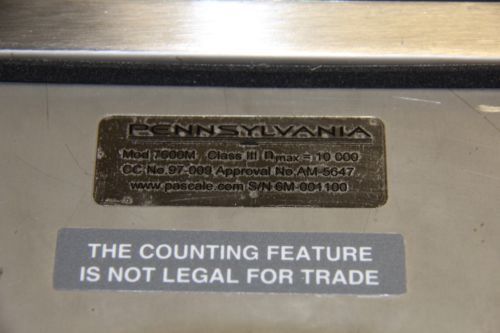 PENNSYLVANIA
Mod 7600M Class III nmax = 10 000
CC No. 97-009 Approval No. AM-5647
www.pascale.com S/N 6M-001100
THE COUNTING FEATURE
IS NOT LEGAL FOR TRADE